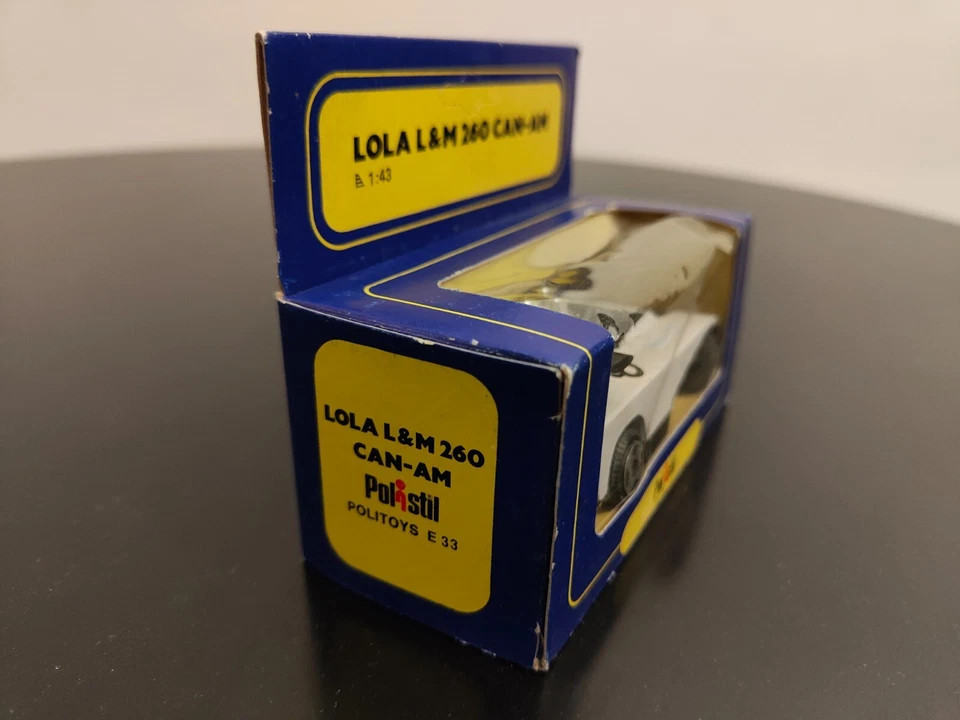 LOLA L&M 260 CAN-AM
1:43
LOLA L&M 260
CAN-AM
Polistil
POLITOYS E 33